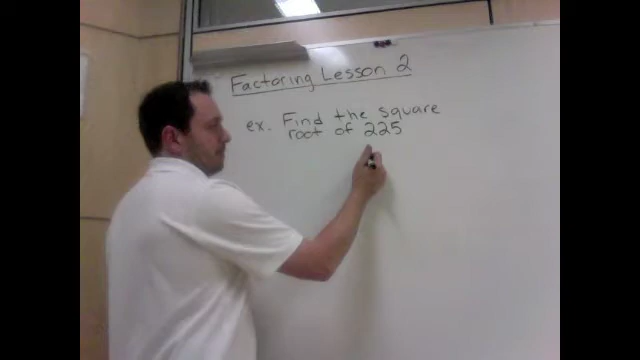 Factoring Lesson 2
ex. Find the square
root of 225